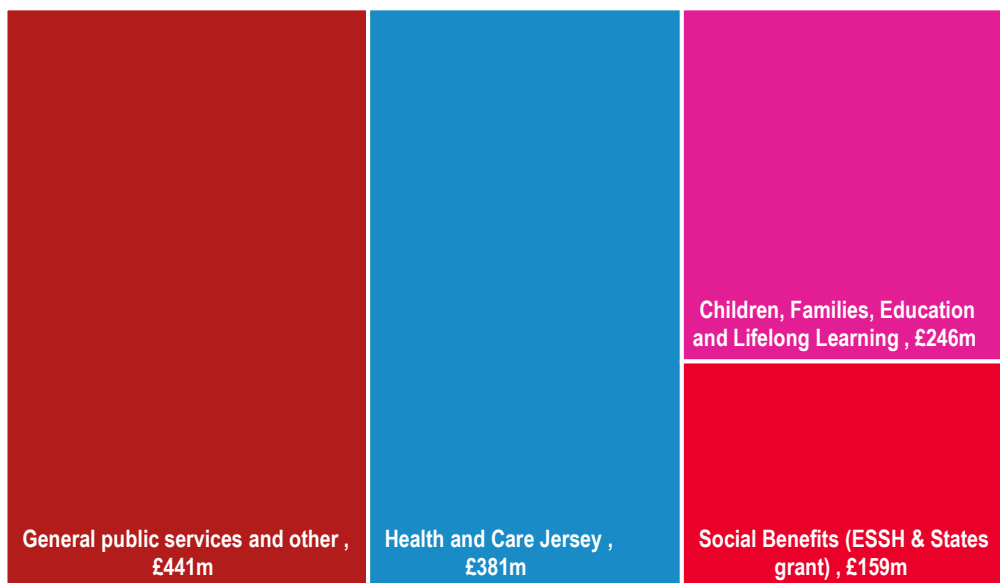 General public services and other ,
£441m
Health and Care Jersey ,
£381m
Children, Families, Education
and Lifelong Learning , £246m
Social Benefits (ESSH & States
grant) , £159m